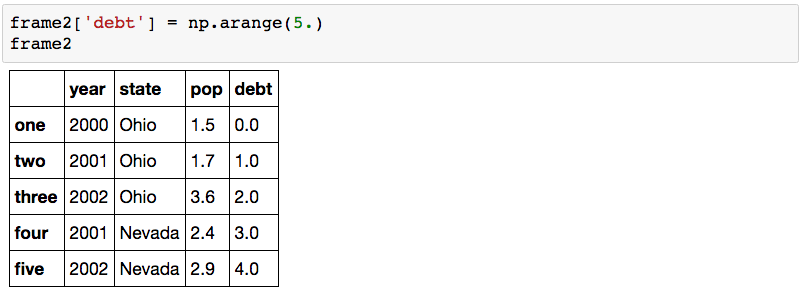 frame2['debt'] = np.arange(5.)
frame2
year state pop debt
one 2000 Ohio 1.5 0.0
two 2001 Ohio 1.7 1.0
three 2002 Ohio 3.6 2.0
four 2001 Nevada 2.4 3.0
five 2002 Nevada 2.9 4.0